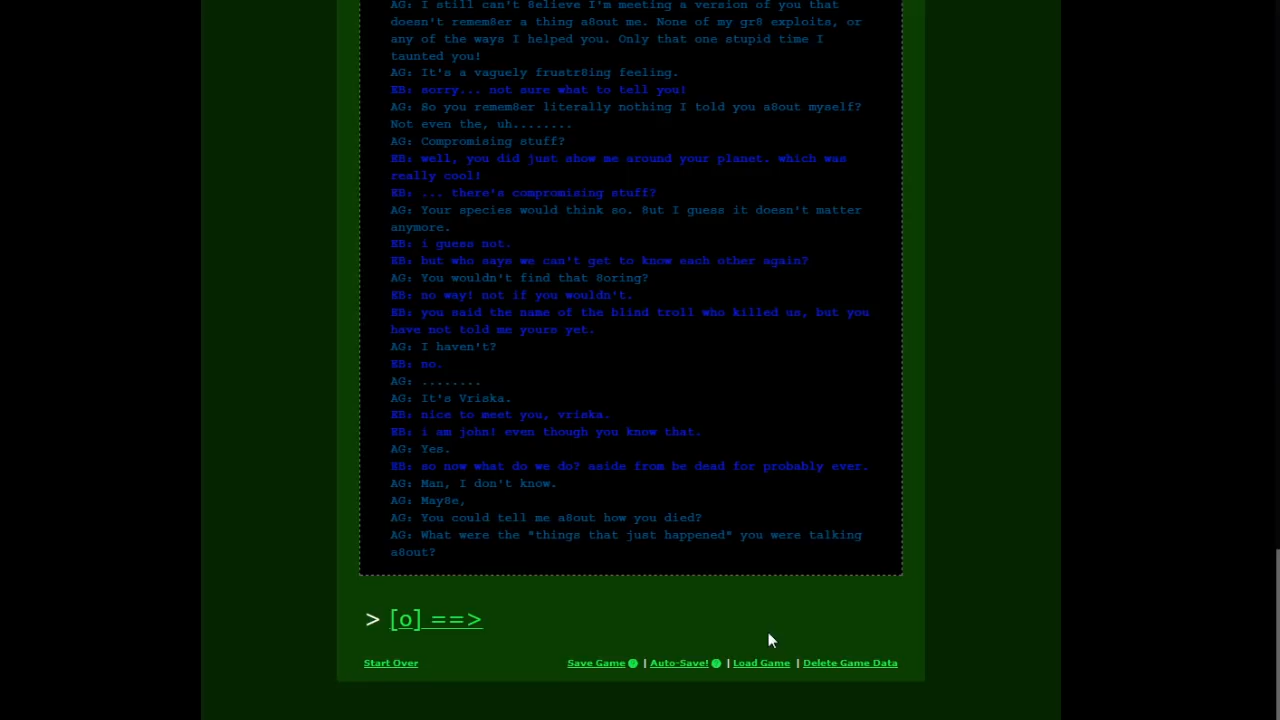 AG: I still can't 8elieve I'm meeting a version of you that
doesn't remem8er a thing a8out me. None of my gr8 exploits, or
any of the ways I helped you. Only that one stupid time I
taunted you!
AG: It's a vaguely frustr8ing feeling.
EB: sorry... not sure what to tell you!
AG: So you remem8er literally nothing I told you a8out myself?
Not even the, uh........
AG: Compromising stuff?
EB: well, you did just show me around your planet. which was
really cool!
EB: ... there's compromising stuff?
AG: Your species would think so. 8ut I guess it doesn't matter
anymore.
EB: i guess not.
EB: but who says we can't get to know each other again?
AG: You wouldn't find that 8oring?
EB: no way! not if you wouldn't.
EB: you said the name of the blind troll who killed us, but you
have not told me yours yet.
AG: I haven't?
EB: no.
AG: ........
AG: It's Vriska.
EB: nice to meet you, vriska.
EB: i am john! even though you know that.
AG: Yes.
EB: so now what do we do? aside from be dead for probably ever.
AG: Man, I don't know.
AG: May8e,
AG: You could tell me a8out how you died?
AG: What were the "things that just happened" you were talking
a8out?
> [o] ==>
Start Over
Save Game ? | Auto-Save! ? | Load Game | Delete Game Data